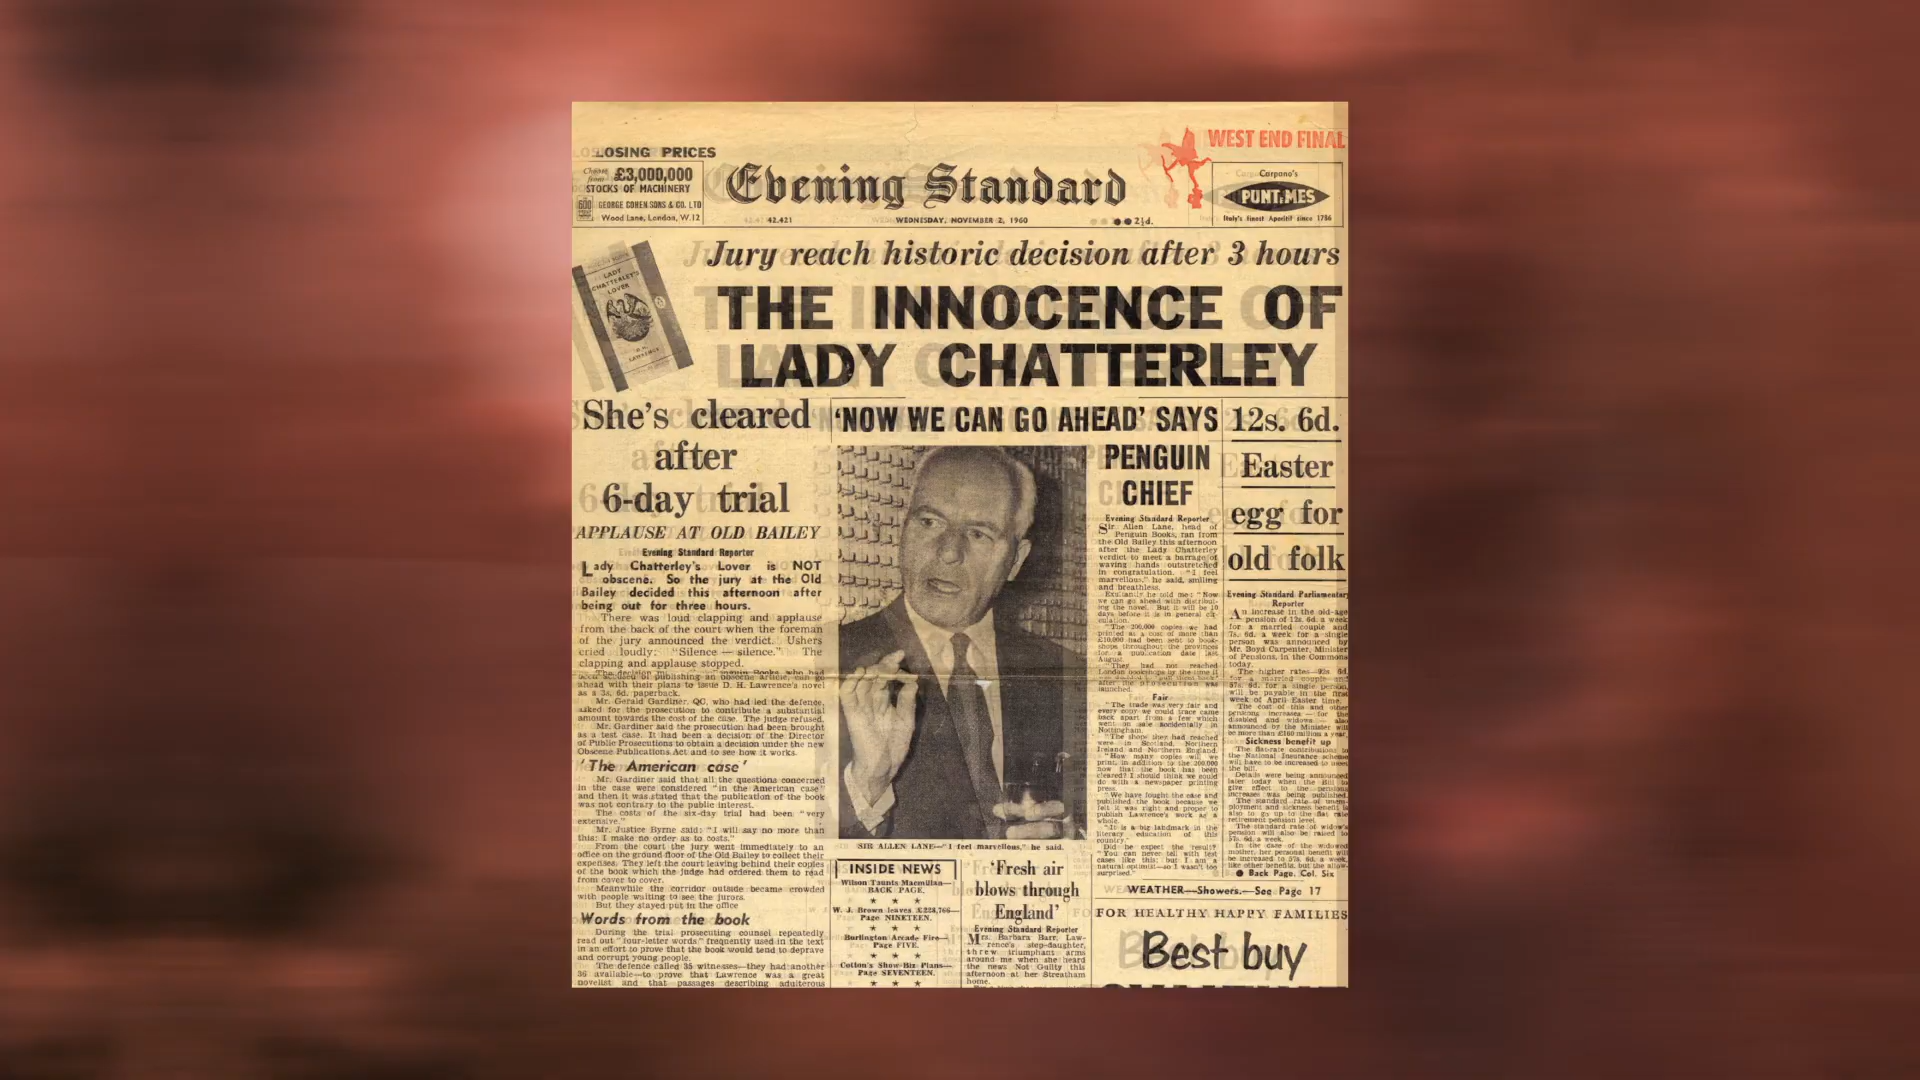 LOSING PRICES
WEST END FINAL
Choose from £3,000,000
STOCKS OF MACHINERY
600 GEORGE COHEN SONS & CO. LTD
Wood Lane, London, W.12
Evening Standard
42,421
WEDNESDAY, NOVEMBER 2, 1960
2½d.
Carpano's
PUNT e MES
Italy's finest Aperitif since 1786
Jury reach historic decision after 3 hours
THE INNOCENCE OF
LADY CHATTERLEY
LADY
CHATTERLEY'S
LOVER
D. H.
LAWRENCE
She's cleared
after
6-day trial
APPLAUSE AT OLD BAILEY
Evening Standard Reporter
Lady Chatterley's Lover is NOT
obscene. So the jury at the Old
Bailey decided this afternoon after
being out for three hours.
There was loud clapping and applause
from the back of the court when the foreman
of the jury announced the verdict. Ushers
cried loudly: "Silence — silence." The
clapping and applause stopped.
ahead with their plans to issue D. H. Lawrence's novel
as a 3s. 6d. paperback.
Mr. Gerald Gardiner, QC, who had led the defence,
asked for the prosecution to contribute a substantial
amount towards the cost of the case. The judge refused.
Mr. Gardiner said the prosecution had been brought
as a test case. It had been a decision of the Director
of Public Prosecutions to obtain a decision under the new
Obscene Publications Act and to see how it works.
'The American case'
Mr. Gardiner said that all the questions concerned
in the case were considered "in the American case"
and then it was stated that the publication of the book
was not contrary to the public interest.
The costs of the six-day trial had been "very
extensive."
Mr. Justice Byrne said: "I will say no more than
this: I make no order as to costs."
From the court the jury went immediately to an
office on the ground floor of the Old Bailey to collect their
expenses. They left the court leaving behind their copies
of the book which the judge had ordered them to read
from cover to cover.
Meanwhile the corridor outside became crowded
with people waiting to see the jurors.
But they stayed put in the office
Words from the book
During the trial prosecuting counsel repeatedly
read out "four-letter words" frequently used in the text
in an effort to prove that the book would tend to deprave
and corrupt young people.
The defence called 35 witnesses—they had another
36 available—to prove that Lawrence was a great
novelist and that passages describing adulterous
'NOW WE CAN GO AHEAD' SAYS
PENGUIN
CHIEF
SIR ALLEN LANE—"I feel marvellous," he said.
Evening Standard Reporter
Sir Allen Lane, head of
Penguin Books, ran from
the Old Bailey this afternoon
after the Lady Chatterley
verdict to meet a barrage of
waving hands outstretched
in congratulation. "I feel
marvellous," he said, smiling
and breathless.
Exultantly he told me: "Now
we can go ahead with distribut-
ing the novel. But it will be 10
days before it is in general cir-
culation.
"The 200,000 copies we had
printed at a cost of more than
£10,000 had been sent to book-
shops throughout the provinces
for a publication date last
August.
"They had not reached
London bookshops by the time it
after the prosecution was
launched.
Fair
"The trade was very fair and
every copy we could trace came
back apart from a few which
went on sale accidentally in
Nottingham.
"The shops they had reached
were in Scotland, Northern
Ireland and Northern England.
"How many copies will we
print, in addition to the 200,000
now that the book has been
cleared? I should think we could
do with a newspaper printing
press.
"We have fought the case and
published the book because we
felt it was right and proper to
publish Lawrence's work as a
whole.
"It is a big landmark in the
literary education of this
country."
Did he expect the result?
"You can never tell with test
cases like this; but I am a
natural optimist—so I wasn't too
surprised."
12s. 6d.
Easter
egg for
old folk
Evening Standard Parliamentary
Reporter
An increase in the old-age
pension of 12s. 6d. a week
for a married couple and
7s. 6d. a week for a single
person was announced by
Mr. Boyd Carpenter, Minister
of Pensions, in the Commons
today.
The higher rates—92s. 6d.
for a married couple and
57s. 6d. for a single person
will be payable in the first
week of April Easter time.
The cost of this and other
pensions increases — for the
disabled and widows — also
announced by the Minister will
be more than £160 million a year.
Sickness benefit up
The flat-rate contributions to
the National Insurance scheme
will have to be increased to meet
the bill.
Details were being announced
later today when the Bill to
give effect to the pensions
increases was being published.
The standard rate of unem-
ployment and sickness benefit is
also to go up to the flat rate
retirement pension level.
The standard rate of widow's
pension will also be raised to
57s. 6d. a week.
In the case of the widowed
mother, her personal benefit will
be increased to 57s. 6d. a week,
like other benefits, but the allow-
● Back Page, Col. Six
INSIDE NEWS
Wilson Taunts Macmillan—
BACK PAGE.
W. J. Brown leaves £228,766—
Page NINETEEN.
Burlington Arcade Fire—
Page FIVE.
Cotton's Show-Biz Plans—
Page SEVENTEEN.
'Fresh air
blows through
England'
Evening Standard Reporter
Mrs. Barbara Barr, Law-
rence's step-daughter,
threw triumphant arms
around me when she heard
the news Not Guilty this
afternoon at her Streatham
home.
WEATHER—Showers.—See Page 17
FOR HEALTHY HAPPY FAMILIES
Best buy